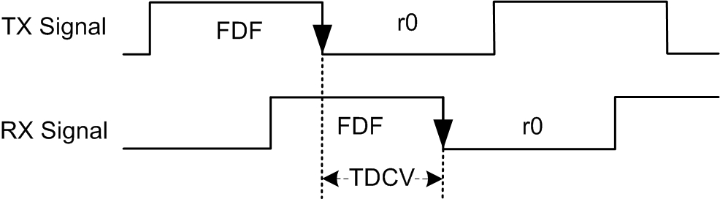 TX Signal FDF r0
RX Signal FDF r0
TDCV